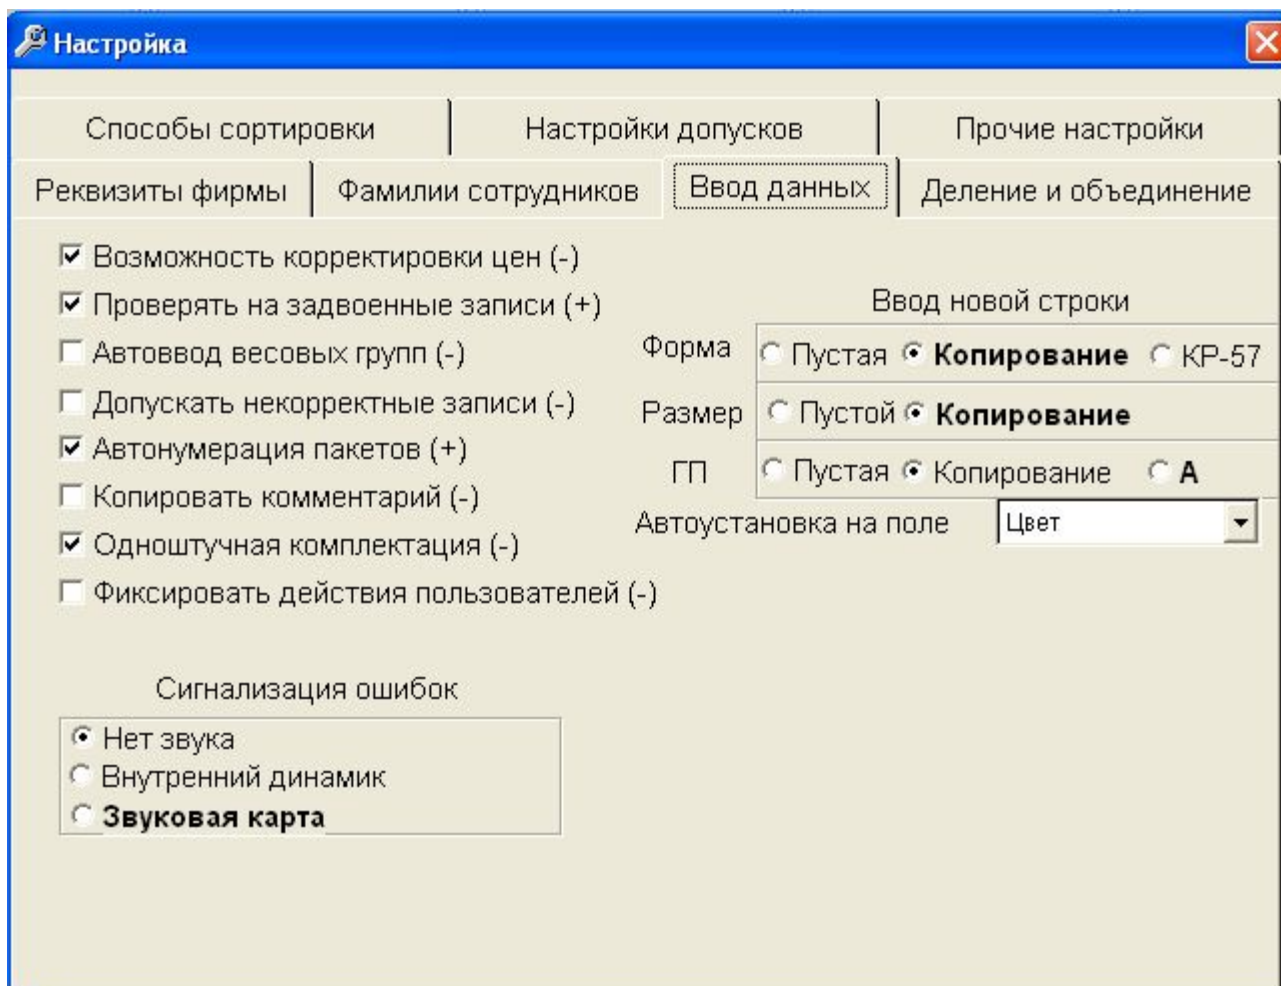 Настройка
Способы сортировки
Настройки допусков
Прочие настройки
Реквизиты фирмы
Фамилии сотрудников
Ввод данных
Деление и объединение
Возможность корректировки цен (-)
Проверять на задвоенные записи (+)
Автоввод весовых групп (-)
Допускать некорректные записи (-)
Автонумерация пакетов (+)
Копировать комментарий (-)
Одноштучная комплектация (-)
Фиксировать действия пользователей (-)
Ввод новой строки
Форма Пустая Копирование КР-57
Размер Пустой Копирование
ГП Пустая Копирование А
Автоустановка на поле Цвет
Сигнализация ошибок
Нет звука
Внутренний динамик
Звуковая карта